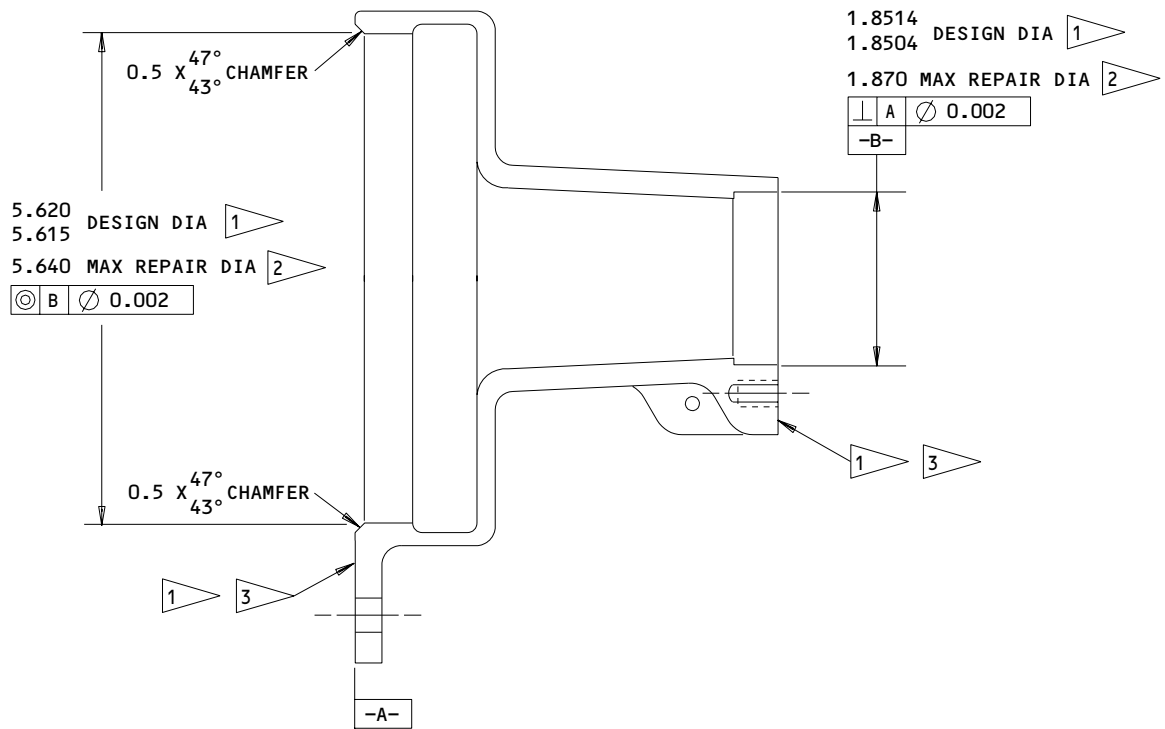 1.8514
1.8504 DESIGN DIA 1
1.870 MAX REPAIR DIA 2
⊥ A ∅ 0.002
-B-
0.5 X 47° 43° CHAMFER
5.620
5.615 DESIGN DIA 1
5.640 MAX REPAIR DIA 2
◎ B ∅ 0.002
0.5 X 47° 43° CHAMFER
1 3
1 3
-A-